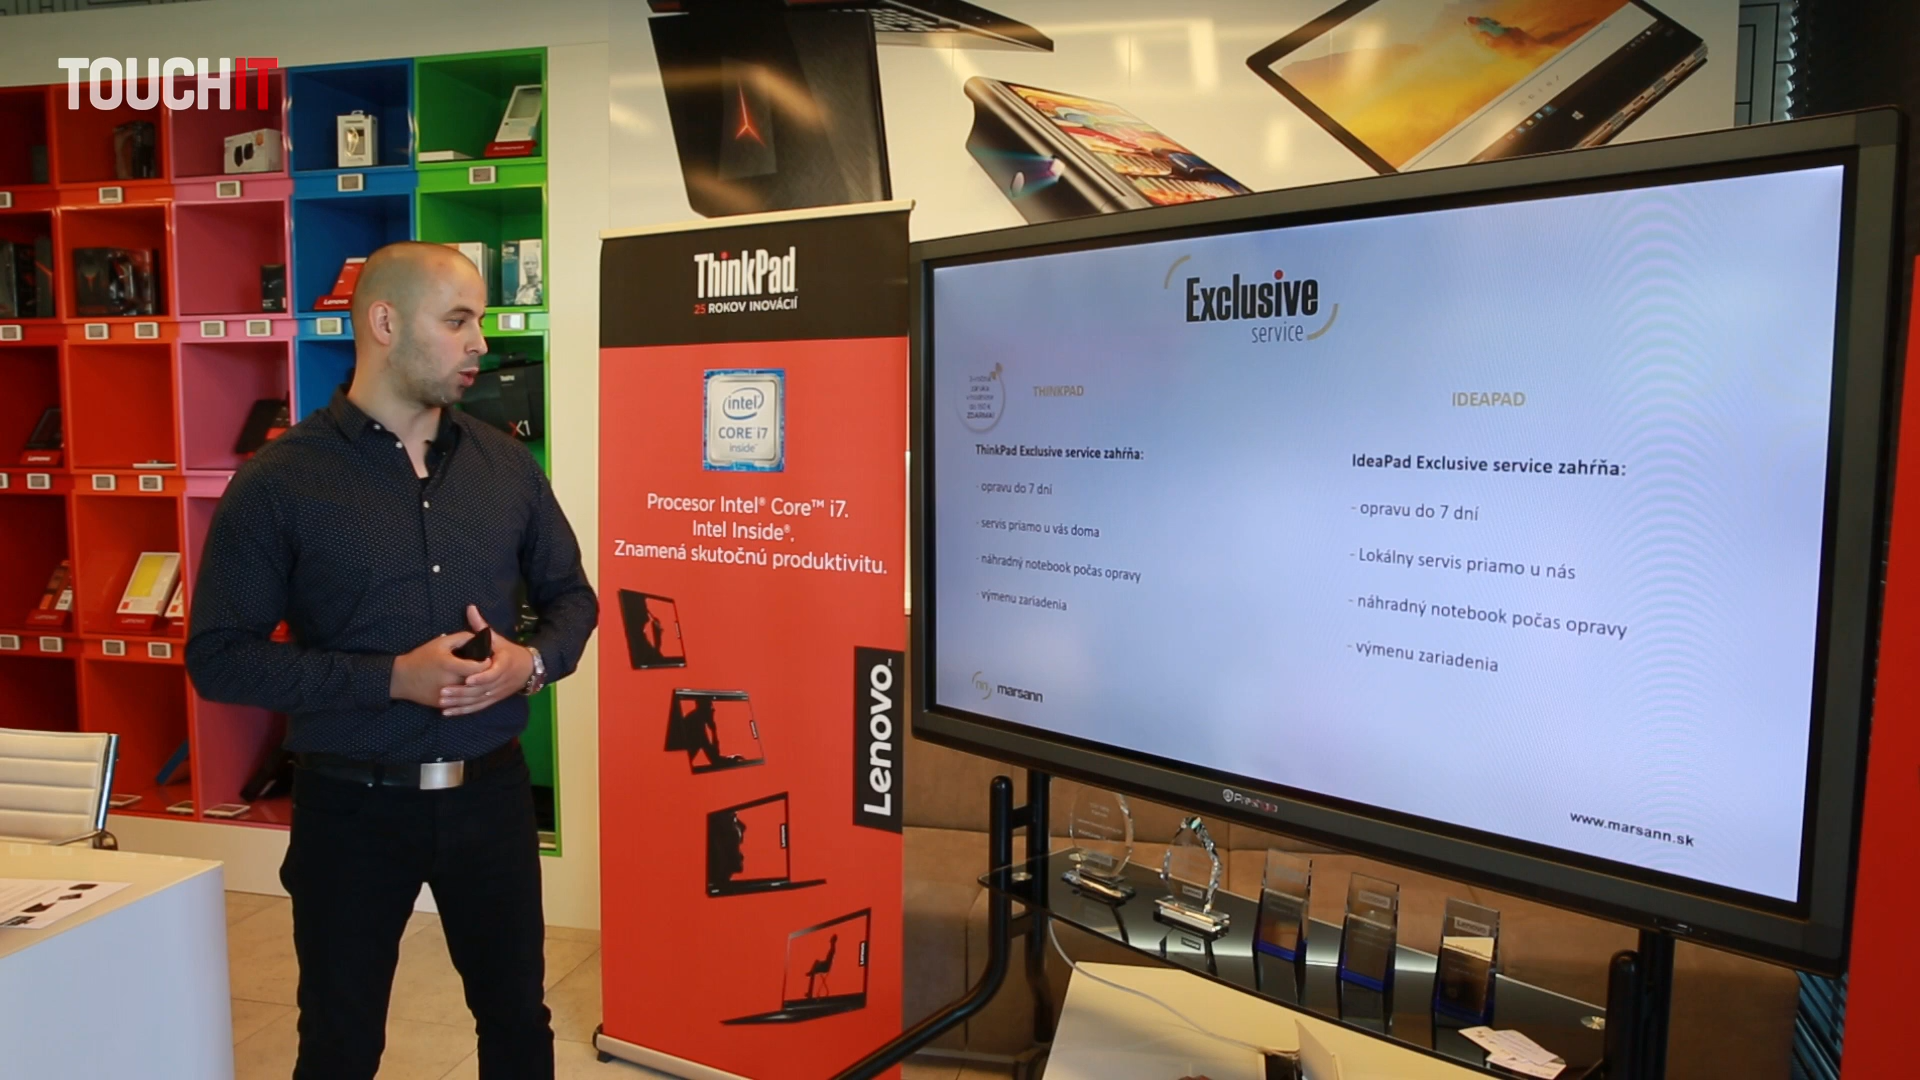 TOUCHIT
ThinkPad
25 ROKOV INOVÁCIÍ
intel
CORE i7
inside
Procesor Intel® Core™ i7.
Intel Inside®.
Znamená skutočnú produktivitu.
Lenovo
X1
Exclusive
service
ZDARMA!
THINKPAD
ThinkPad Exclusive service zahŕňa:
- opravu do 7 dní
- servis priamo u vás doma
- náhradný notebook počas opravy
- výmenu zariadenia
IDEAPAD
IdeaPad Exclusive service zahŕňa:
- opravu do 7 dní
- Lokálny servis priamo u nás
- náhradný notebook počas opravy
- výmenu zariadenia
marsann
www.marsann.sk
Prestigio